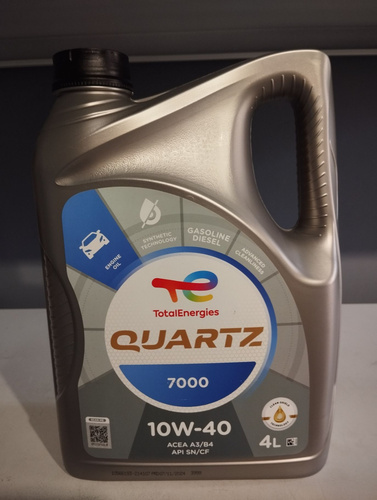 ENGINE
OIL
SYNTHETIC
TECHNOLOGY
GASOLINE
DIESEL
ADVANCED
CLEANLINESS
TotalEnergies
QUARTZ
7000
10W-40
ACEA A3/B4
API SN/CF
4L